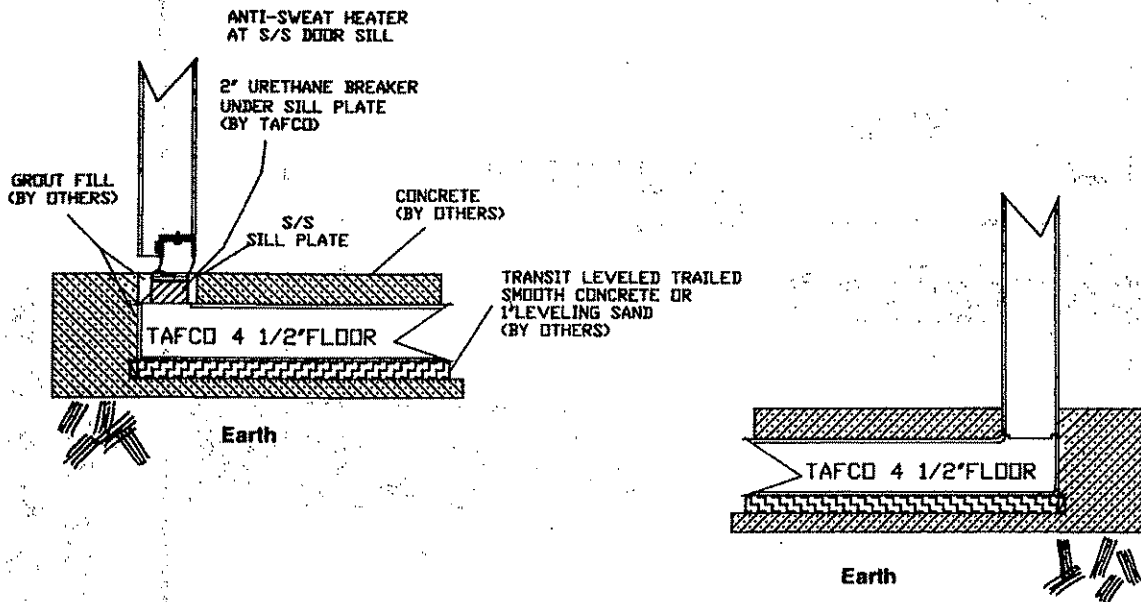 ANTI-SWEAT HEATER
AT S/S DOOR SILL
2" URETHANE BREAKER
UNDER SILL PLATE
(BY TAFCO)
GROUT FILL
(BY OTHERS)
S/S
SILL PLATE
CONCRETE
(BY OTHERS)
TRANSIT LEVELED TRAILED
SMOOTH CONCRETE OR
1"LEVELING SAND
(BY OTHERS)
TAFCO 4 1/2"FLOOR
Earth
TAFCO 4 1/2"FLOOR
Earth